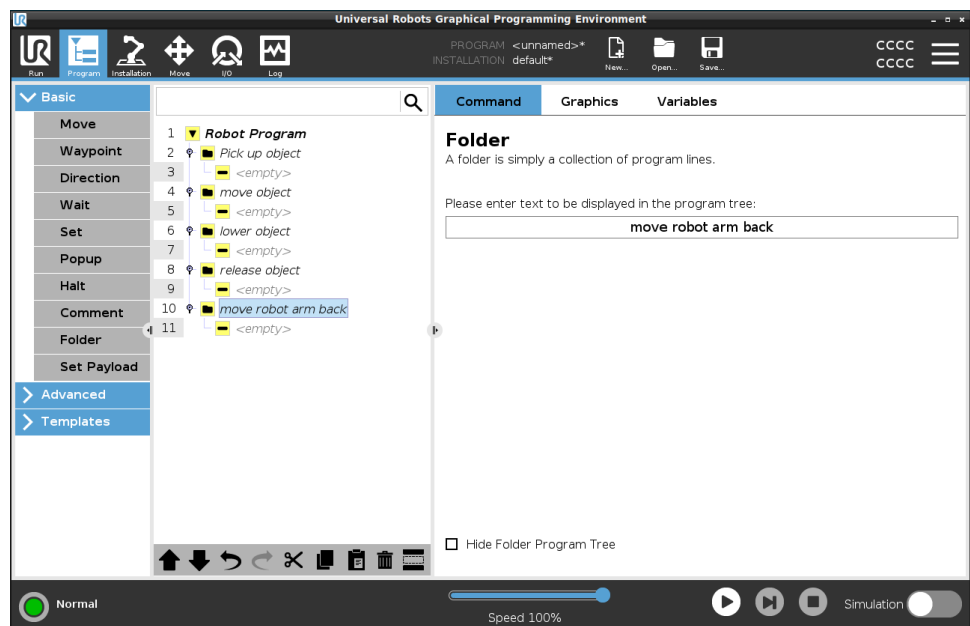 Universal Robots Graphical Programming Environment
UR
Run
Program
Installation
Move
I/O
Log
PROGRAM <unnamed>*
INSTALLATION default*
New...
Open...
Save...
CCCC
CCCC
Basic
Move
Waypoint
Direction
Wait
Set
Popup
Halt
Comment
Folder
Set Payload
Advanced
Templates
1 Robot Program
2 Pick up object
3 <empty>
4 move object
5 <empty>
6 lower object
7 <empty>
8 release object
9 <empty>
10 move robot arm back
11 <empty>
Command Graphics Variables
Folder
A folder is simply a collection of program lines.
Please enter text to be displayed in the program tree:
move robot arm back
Hide Folder Program Tree
Normal
Speed 100%
Simulation